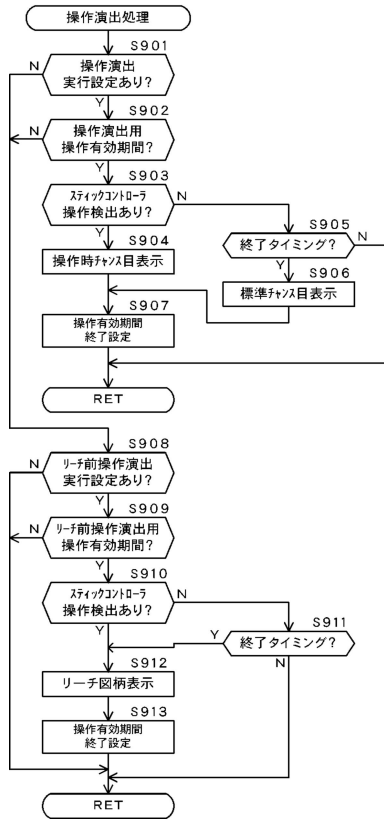 操作演出処理
S901
操作演出
実行設定あり?
N
Y
S902
操作演出用
操作有効期間?
N
Y
S903
スティックコントローラ
操作検出あり?
N
Y
S904
操作時チャンス目表示
S905
終了タイミング?
N
Y
S906
標準チャンス目表示
S907
操作有効期間
終了設定
RET
S908
リーチ前操作演出
実行設定あり?
N
Y
S909
リーチ前操作演出用
操作有効期間?
N
Y
S910
スティックコントローラ
操作検出あり?
N
Y
S911
終了タイミング?
Y
N
S912
リーチ図柄表示
S913
操作有効期間
終了設定
RET